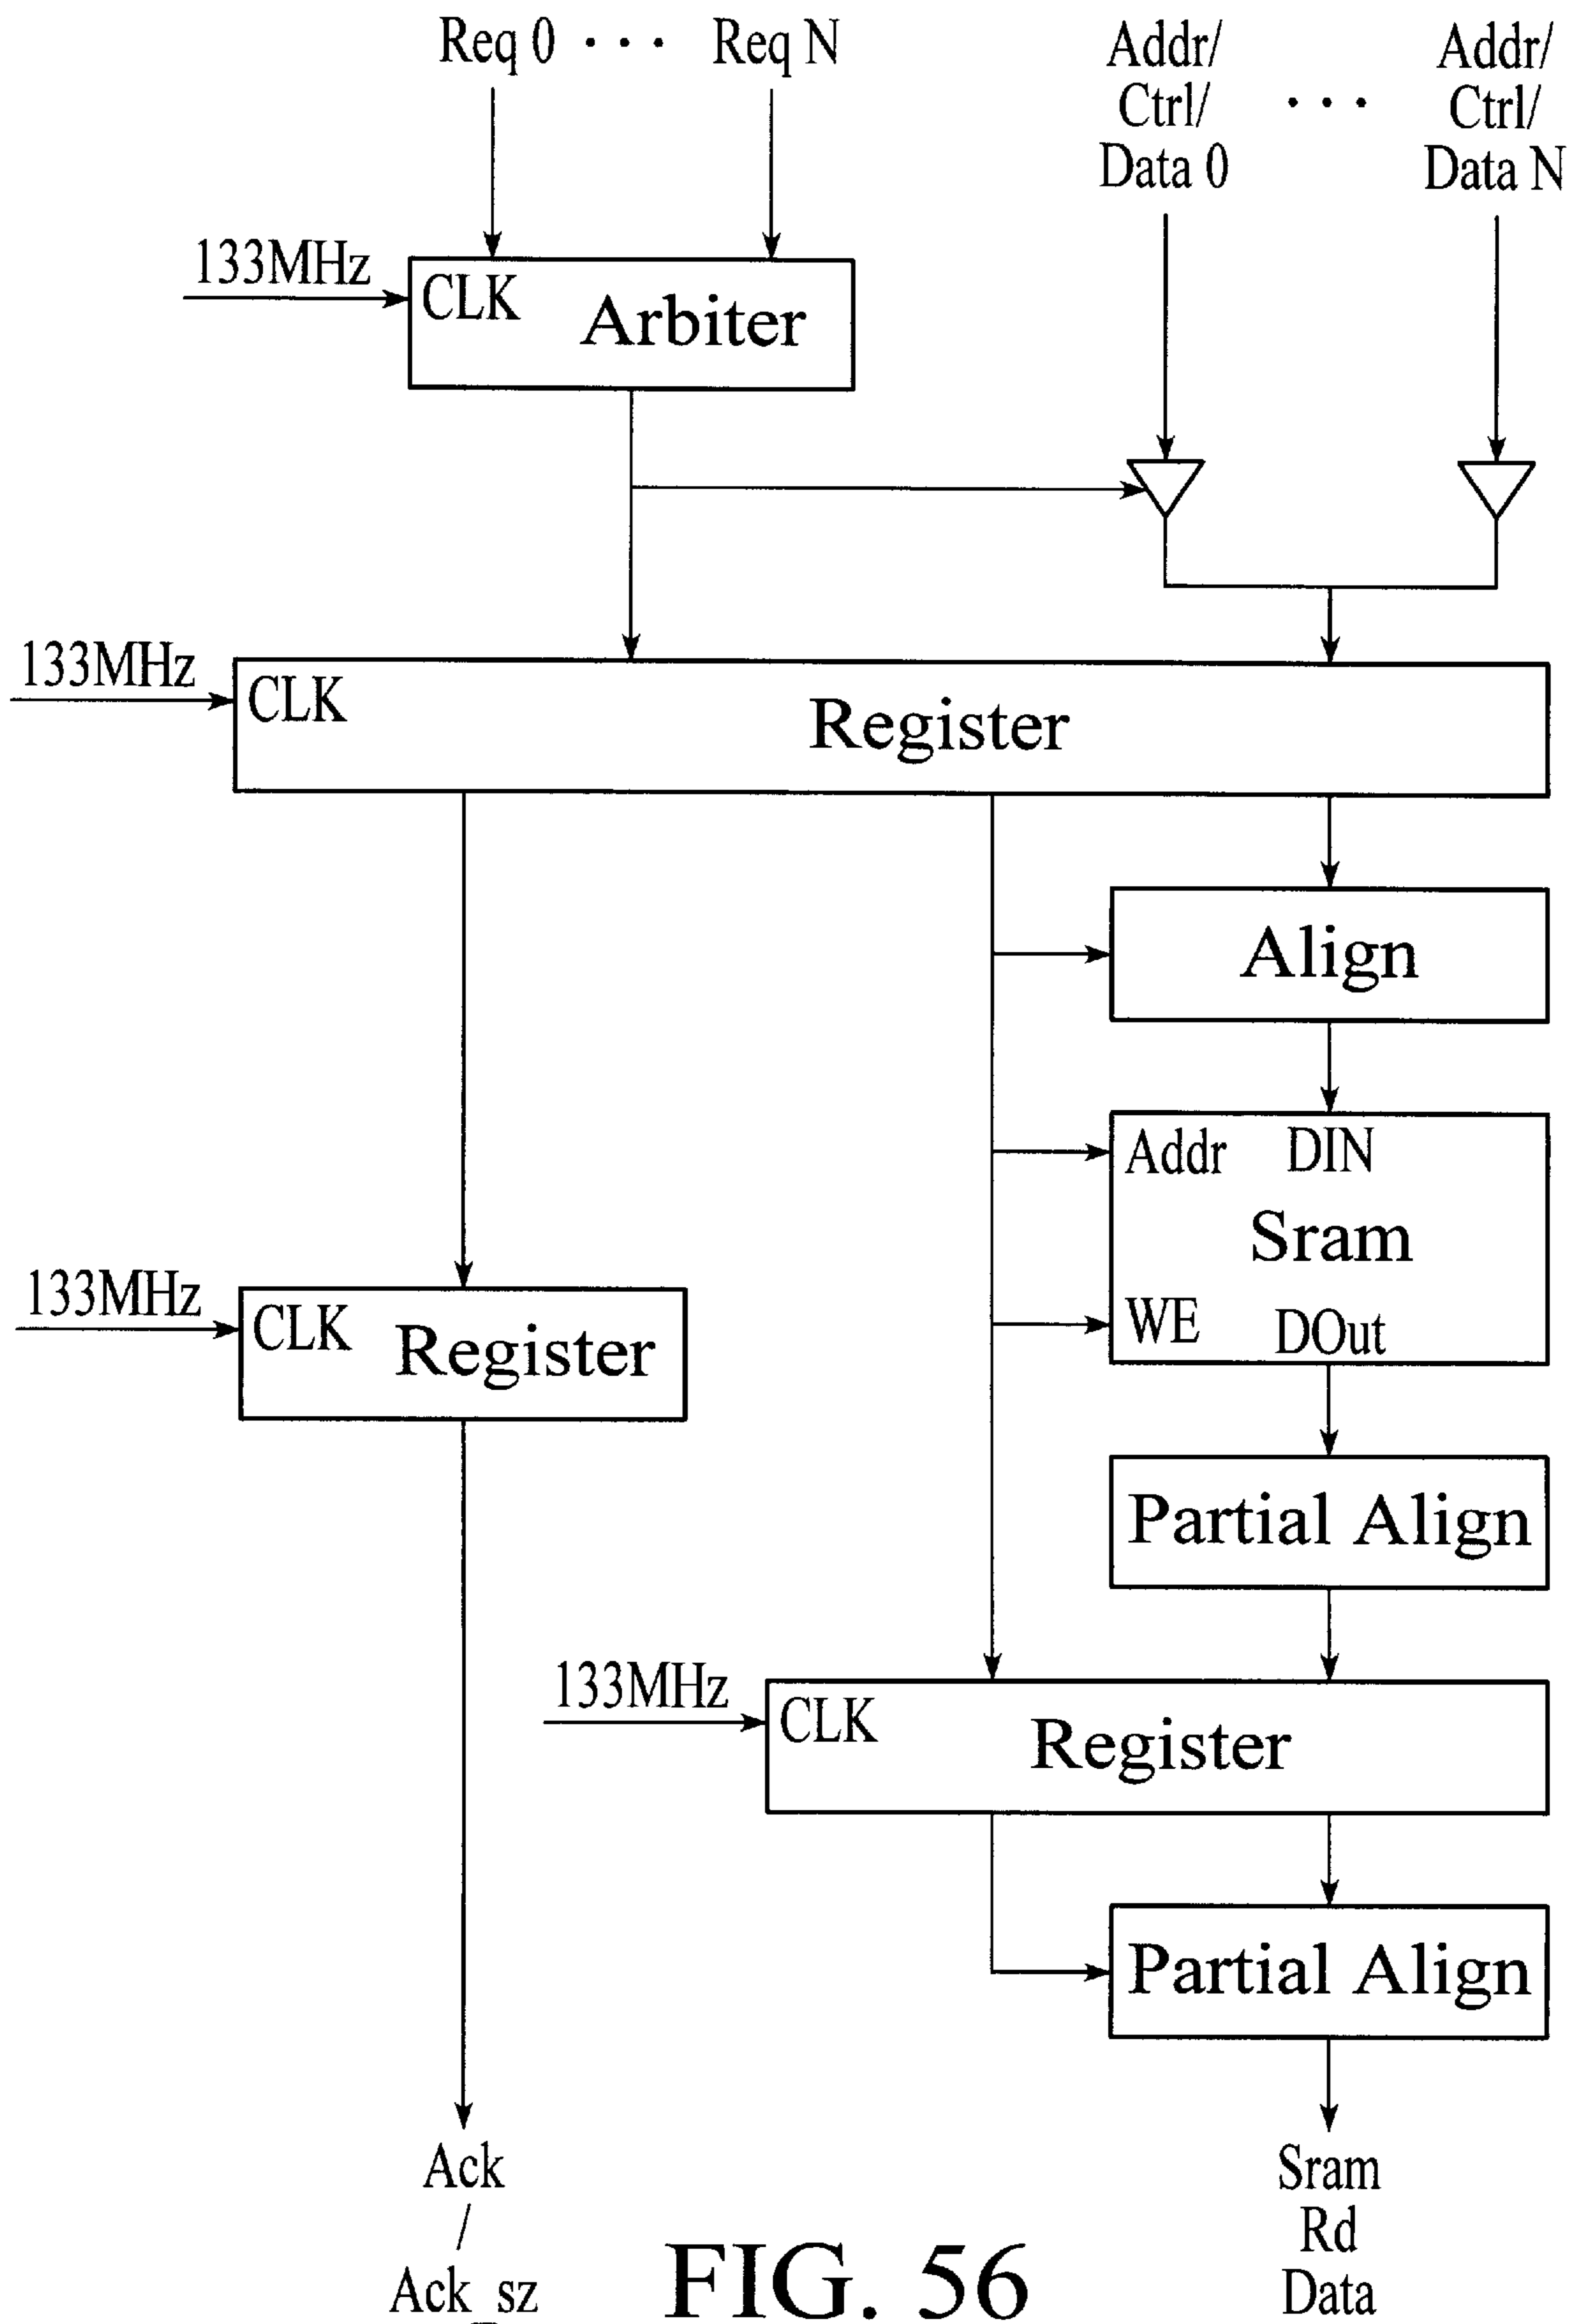 Req 0 · · · Req N
Addr/
Ctrl/
Data 0
· · ·
Addr/
Ctrl/
Data N
133MHz
CLK
Arbiter
133MHz
CLK
Register
Align
Addr
DIN
Sram
WE
DOut
133MHz
CLK
Register
Partial Align
133MHz
CLK
Register
Partial Align
Ack
/
Ack_sz
Sram
Rd
Data
FIG. 56